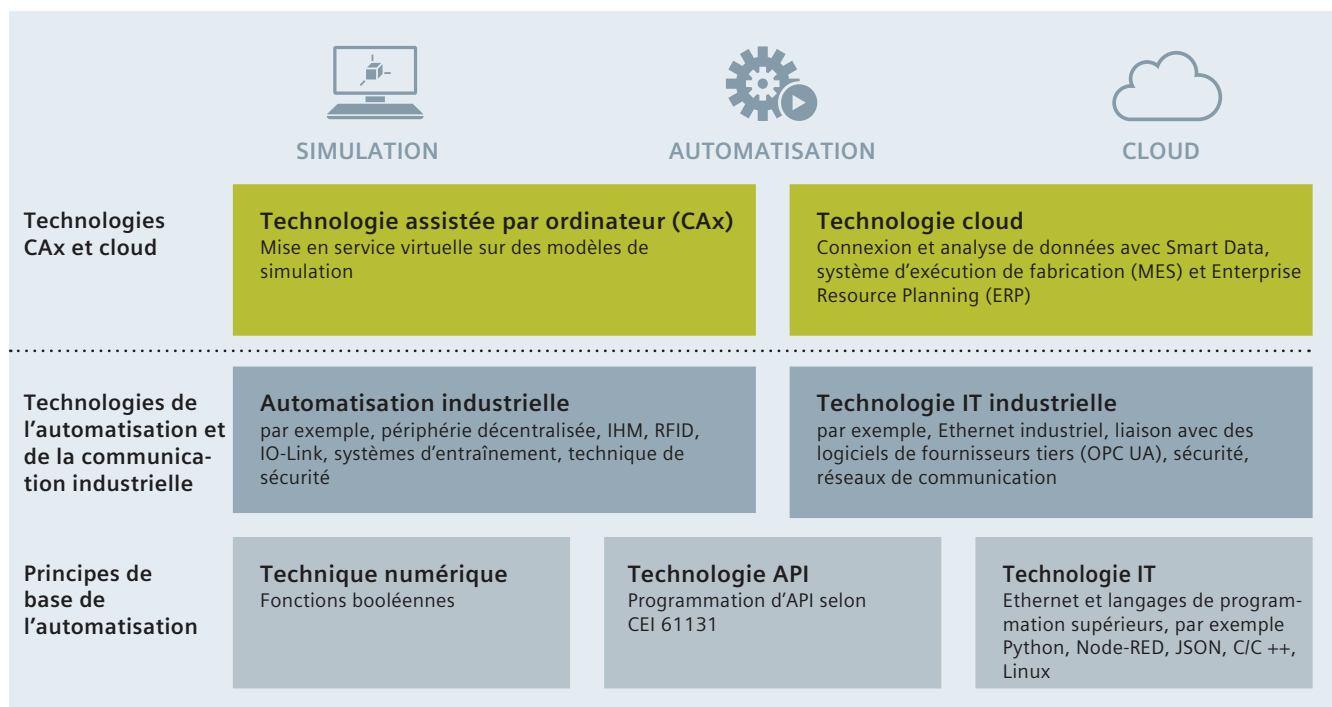 SIMULATION
AUTOMATISATION
CLOUD
Technologies
CAx et cloud
Technologie assistée par ordinateur (CAx)
Mise en service virtuelle sur des modèles de
simulation
Technologie cloud
Connexion et analyse de données avec Smart Data,
système d’exécution de fabrication (MES) et Enterprise
Resource Planning (ERP)
Technologies de
l’automatisation et
de la communica-
tion industrielle
Automatisation industrielle
par exemple, périphérie décentralisée, IHM, RFID,
IO-Link, systèmes d’entraînement, technique de
sécurité
Technologie IT industrielle
par exemple, Ethernet industriel, liaison avec des
logiciels de fournisseurs tiers (OPC UA), sécurité,
réseaux de communication
Principes de
base de
l’automatisation
Technique numérique
Fonctions booléennes
Technologie API
Programmation d’API selon
CEI 61131
Technologie IT
Ethernet et langages de program-
mation supérieurs, par exemple
Python, Node-RED, JSON, C/C ++,
Linux